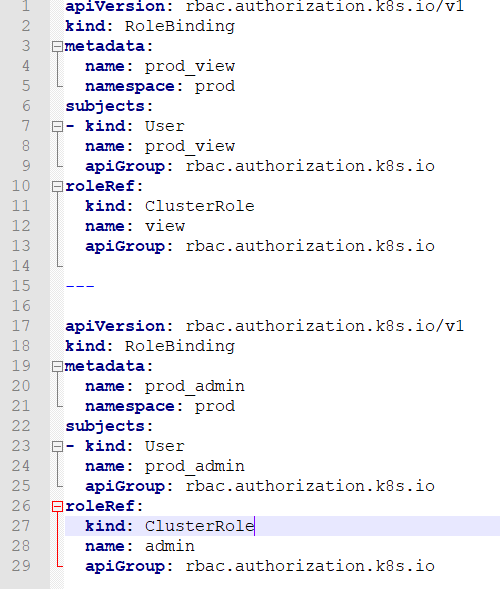 1 apiVersion: rbac.authorization.k8s.io/v1
2 kind: RoleBinding
3 metadata:
4   name: prod_view
5   namespace: prod
6 subjects:
7 - kind: User
8   name: prod_view
9   apiGroup: rbac.authorization.k8s.io
10 roleRef:
11   kind: ClusterRole
12   name: view
13   apiGroup: rbac.authorization.k8s.io
14
15 ---
16
17 apiVersion: rbac.authorization.k8s.io/v1
18 kind: RoleBinding
19 metadata:
20   name: prod_admin
21   namespace: prod
22 subjects:
23 - kind: User
24   name: prod_admin
25   apiGroup: rbac.authorization.k8s.io
26 roleRef:
27   kind: ClusterRole
28   name: admin
29   apiGroup: rbac.authorization.k8s.io